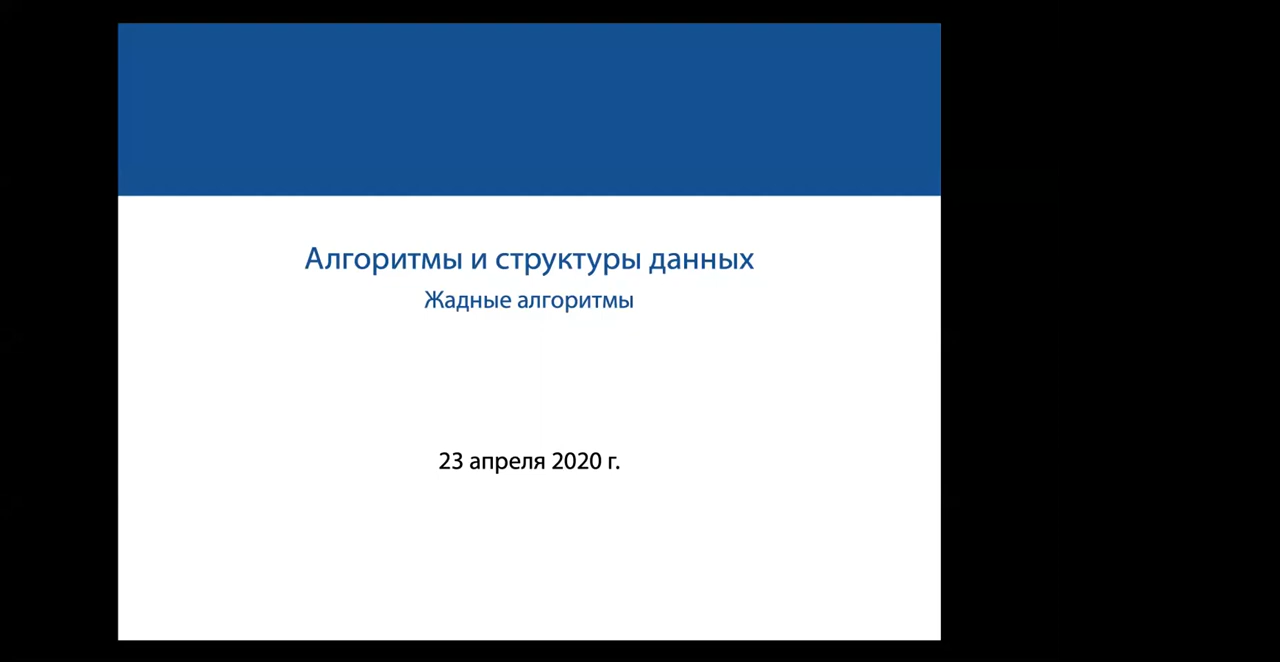 Алгоритмы и структуры данных
Жадные алгоритмы
23 апреля 2020 г.